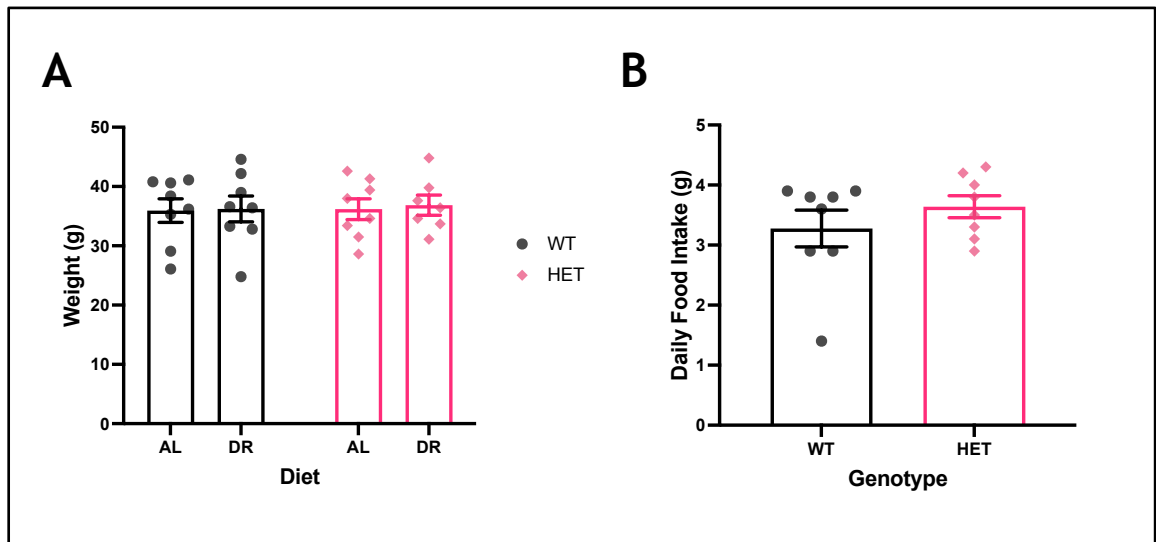 A
Weight (g)
50
40
30
20
10
0
AL
DR
AL
DR
Diet
WT
HET
B
Daily Food Intake (g)
5
4
3
2
1
0
WT
HET
Genotype